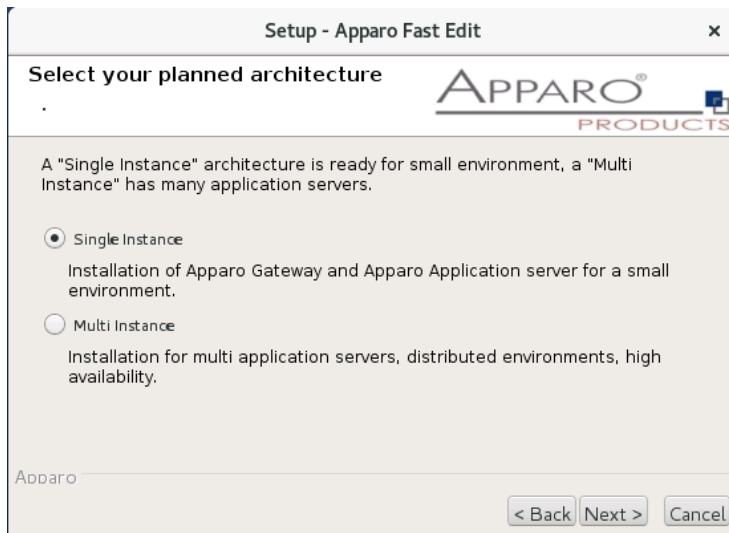 Setup - Apparo Fast Edit
×
Select your planned architecture
.
APPARO®
PRODUCTS
A "Single Instance" architecture is ready for small environment, a "Multi
Instance" has many application servers.
Single Instance
Installation of Apparo Gateway and Apparo Application server for a small
environment.
Multi Instance
Installation for multi application servers, distributed environments, high
availability.
Apparo
< Back Next > Cancel